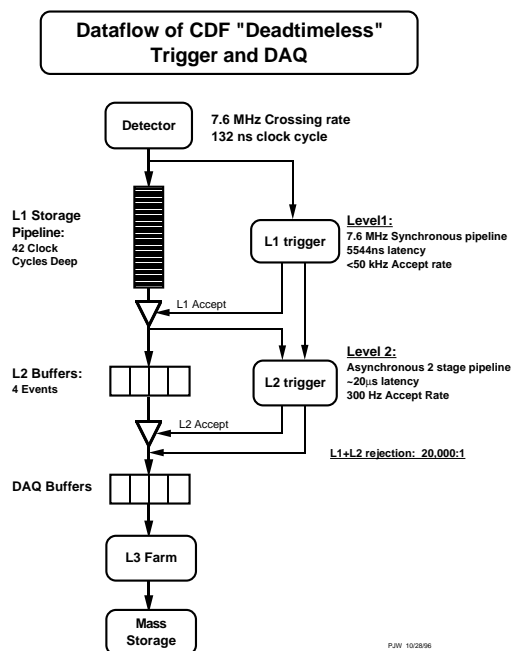 Dataflow of CDF "Deadtimeless"
Trigger and DAQ
Detector
7.6 MHz Crossing rate
132 ns clock cycle
L1 Storage
Pipeline:
42 Clock
Cycles Deep
L1 trigger
Level1:
7.6 MHz Synchronous pipeline
5544ns latency
<50 kHz Accept rate
L1 Accept
L2 Buffers:
4 Events
L2 trigger
Level 2:
Asynchronous 2 stage pipeline
~20μs latency
300 Hz Accept Rate
L2 Accept
L1+L2 rejection: 20,000:1
DAQ Buffers
L3 Farm
Mass
Storage
PJW 10/28/96